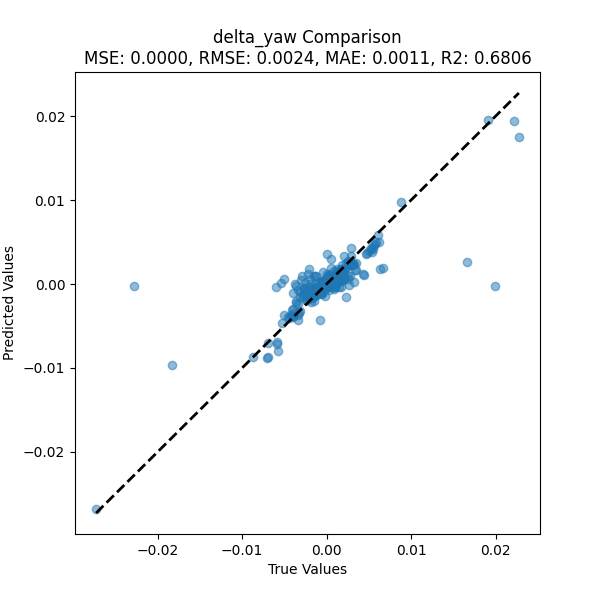 delta_yaw Comparison
MSE: 0.0000, RMSE: 0.0024, MAE: 0.0011, R2: 0.6806
Predicted Values
0.02
0.01
0.00
−0.01
−0.02
−0.02
−0.01
0.00
0.01
0.02
True Values